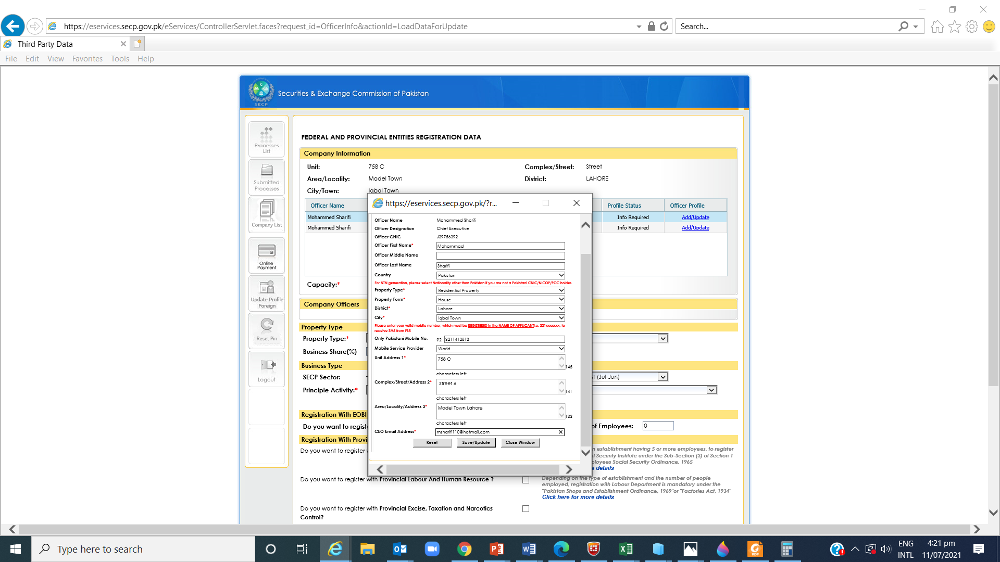 https://eservices.secp.gov.pk/eServices/ControllerServlet.faces?request_id=OfficerInfo&actionId=LoadDataForUpdate
Search...
Third Party Data
File Edit View Favorites Tools Help
SECP
Securities & Exchange Commission of Pakistan
Processes List
Submitted Processes
Company List
Online Payment
Update Profile Foreign
Reset Pin
Logout
FEDERAL AND PROVINCIAL ENTITIES REGISTRATION DATA
Company Information
Unit: 758 C Complex/Street: Street
Area/Locality: Model Town District: LAHORE
City/Town: Iqbal Town
Officer Name Profile Status Officer Profile
Mohammed Sharifi Info Required Add/Update
Mohammed Sharifi Info Required Add/Update
Capacity:*
Company Officers
Property Type
Property Type:*
Business Share(%)
Business Type
SECP Sector: st (Jul-Jun)
Principle Activity:*
Registration With EOBI
Do you want to regist of Employees: 0
Registration With Provi
Do you want to register n establishment having 5 or more employees, to register
l Security Institute under the Sub-Section (3) of Section 1
ployees Social Security Ordinance, 1965
e details
Do you want to register with Provincial Labour And Human Resource ?
Depending on the type of establishment and the number of people
employed, registration with Labour Department is mandatory under the
"Pakistan Shops and Establishment Ordinance, 1969"or "Factories Act, 1934"
Click here for more details
Do you want to register with Provincial Excise, Taxation and Narcotics
Control?
https://eservices.secp.gov.pk/?r...
Officer Name Mohammed Sharifi
Officer Designation Chief Executive
Officer CNIC J39756392
Officer First Name* Mohammad
Officer Middle Name
Officer Last Name Sharifi
Country Pakistan
For NTN generation, please select Nationality other than Pakistan if you are not a Pakistani CNIC/NICOP/POC holder.
Property Type* Residential Property
Property Form* House
District* Lahore
City* Iqbal Town
Please enter your valid mobile number, which must be REGISTERED in the NAME OF APPLICANT i.e. 321xxxxxxx, to
receive SMS from FBR
Only Pakistani Mobile No. 92 3211412813
Mobile Service Provider Warid
Unit Address 1* 758 C 145
characters left
Complex/Street/Address 2* Street 6 141
characters left
Area/Locality/Address 3* Model Town Lahore 133
characters left
CEO Email Address* msharifi110@hotmail.com
Reset Save/Update Close Window
Type here to search
ENG
INTL
4:21 pm
11/07/2021